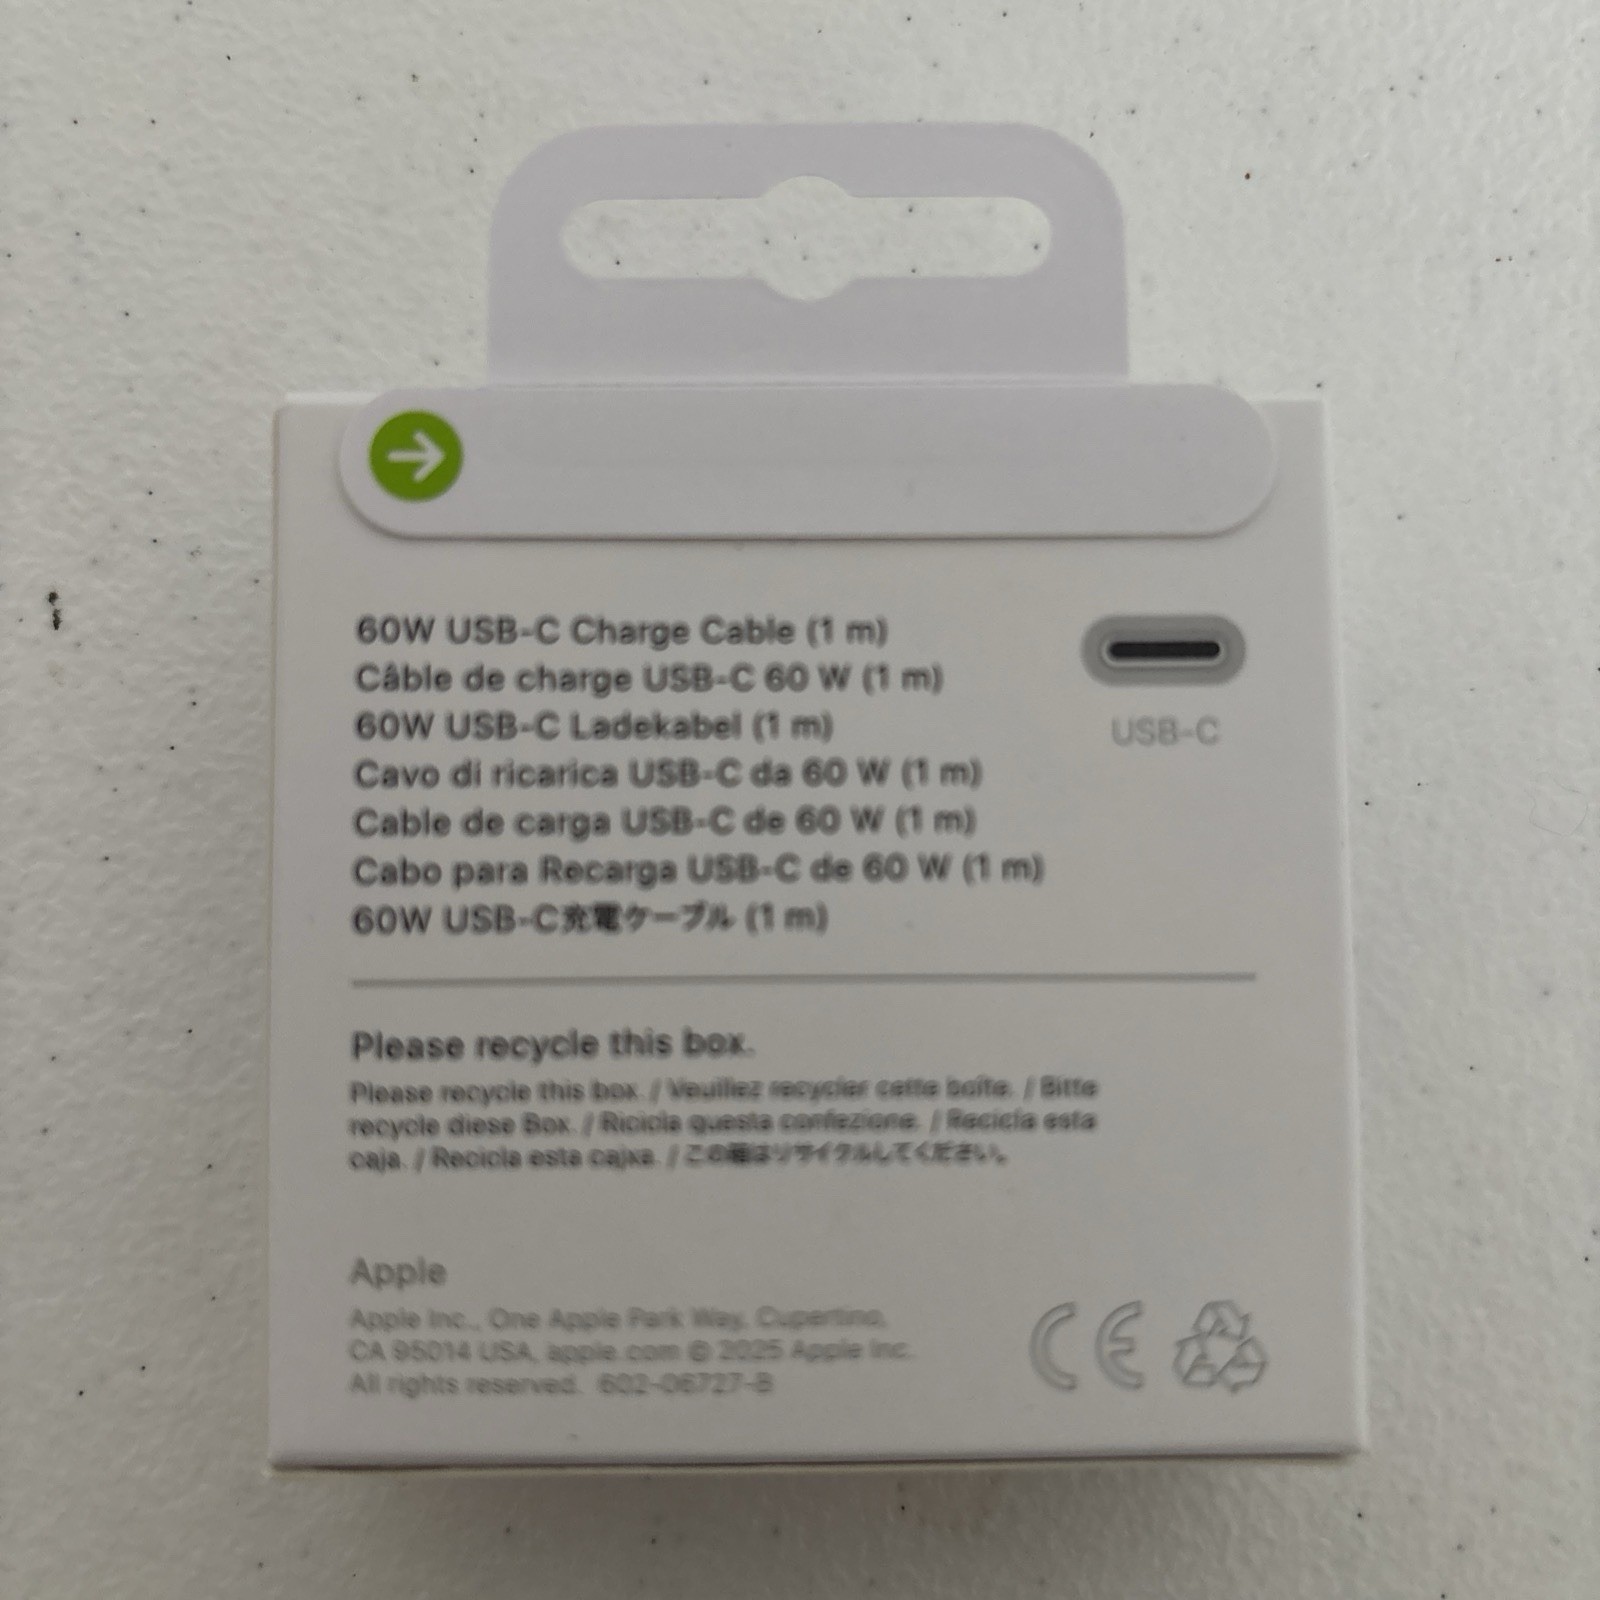 60W USB-C Charge Cable (1 m)
Câble de charge USB-C 60 W (1 m)
60W USB-C Ladekabel (1 m)
Cavo di ricarica USB-C da 60 W (1 m)
Cable de carga USB-C de 60 W (1 m)
Cabo para Recarga USB-C de 60 W (1 m)
60W USB-C充電ケーブル (1 m)
USB-C
Please recycle this box.
Please recycle this box. / Veuillez recycler cette boîte. / Bitte
recycle diese Box. / Ricicla questa confezione. / Recicla esta
caja. / Recicla esta caixa. / この箱はリサイクルしてください。
Apple
Apple Inc., One Apple Park Way, Cupertino,
CA 95014 USA, apple.com © 2025 Apple Inc.
All rights reserved. 602-06727-B
CE